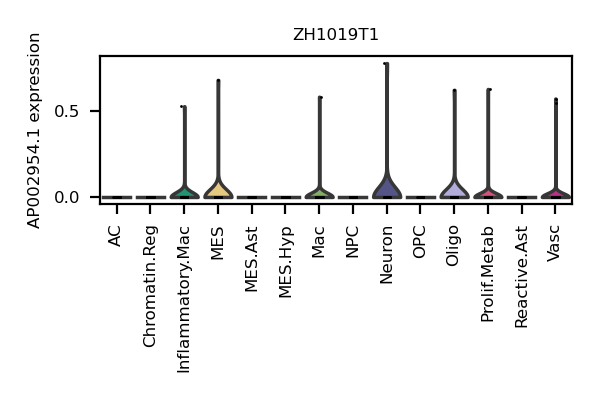 ZH1019T1
AP002954.1 expression
0.5
0.0
AC
Chromatin.Reg
Inflammatory.Mac
MES
MES.Ast
MES.Hyp
Mac
NPC
Neuron
OPC
Oligo
Prolif.Metab
Reactive.Ast
Vasc